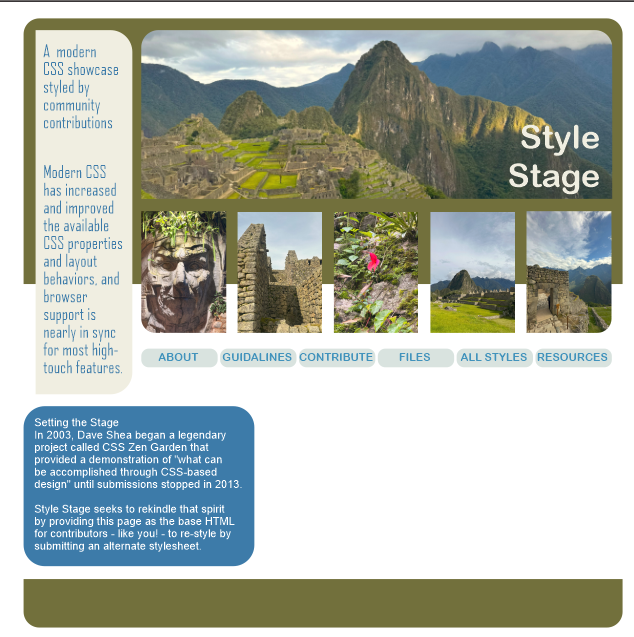 A modern
CSS showcase
styled by
community
contributions
Modern CSS
has increased
and improved
the available
CSS properties
and layout
behaviors, and
browser
support is
nearly in sync
for most high-
touch features.
Style
Stage
ABOUT GUIDALINES CONTRIBUTE FILES ALL STYLES RESOURCES
Setting the Stage
In 2003, Dave Shea began a legendary
project called CSS Zen Garden that
provided a demonstration of "what can
be accomplished through CSS-based
design" until submissions stopped in 2013.
Style Stage seeks to rekindle that spirit
by providing this page as the base HTML
for contributors - like you! - to re-style by
submitting an alternate stylesheet.